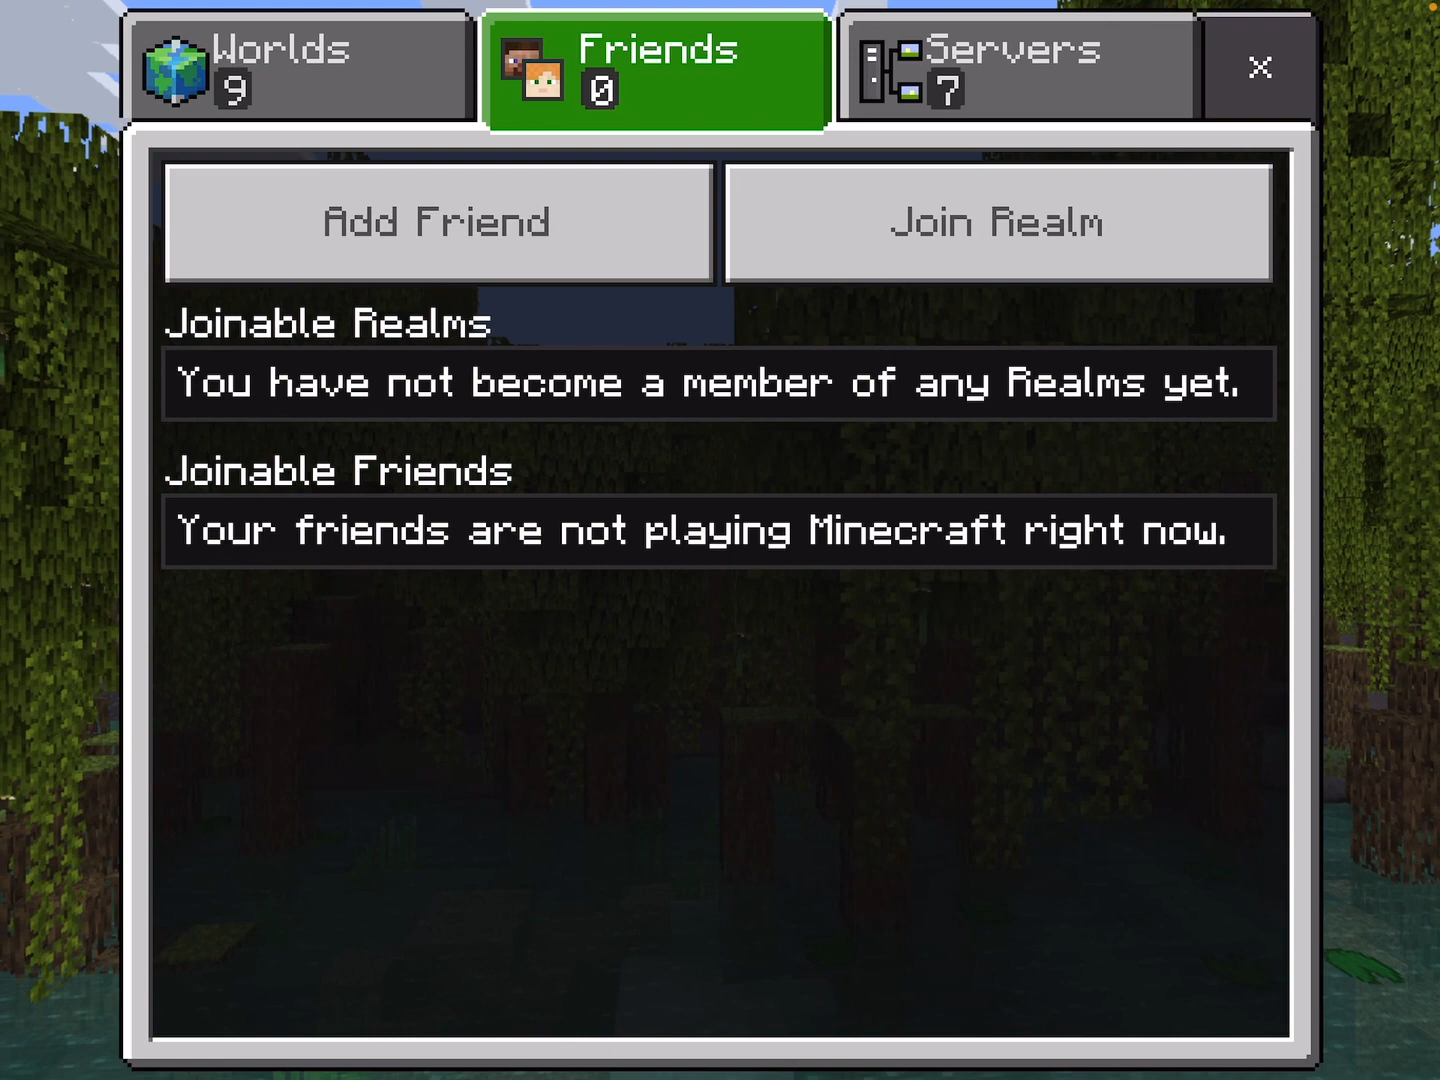 Worlds
9
Friends
0
Servers
7
Add Friend
Join Realm
Joinable Realms
You have not become a member of any Realms yet.
Joinable Friends
Your friends are not playing Minecraft right now.